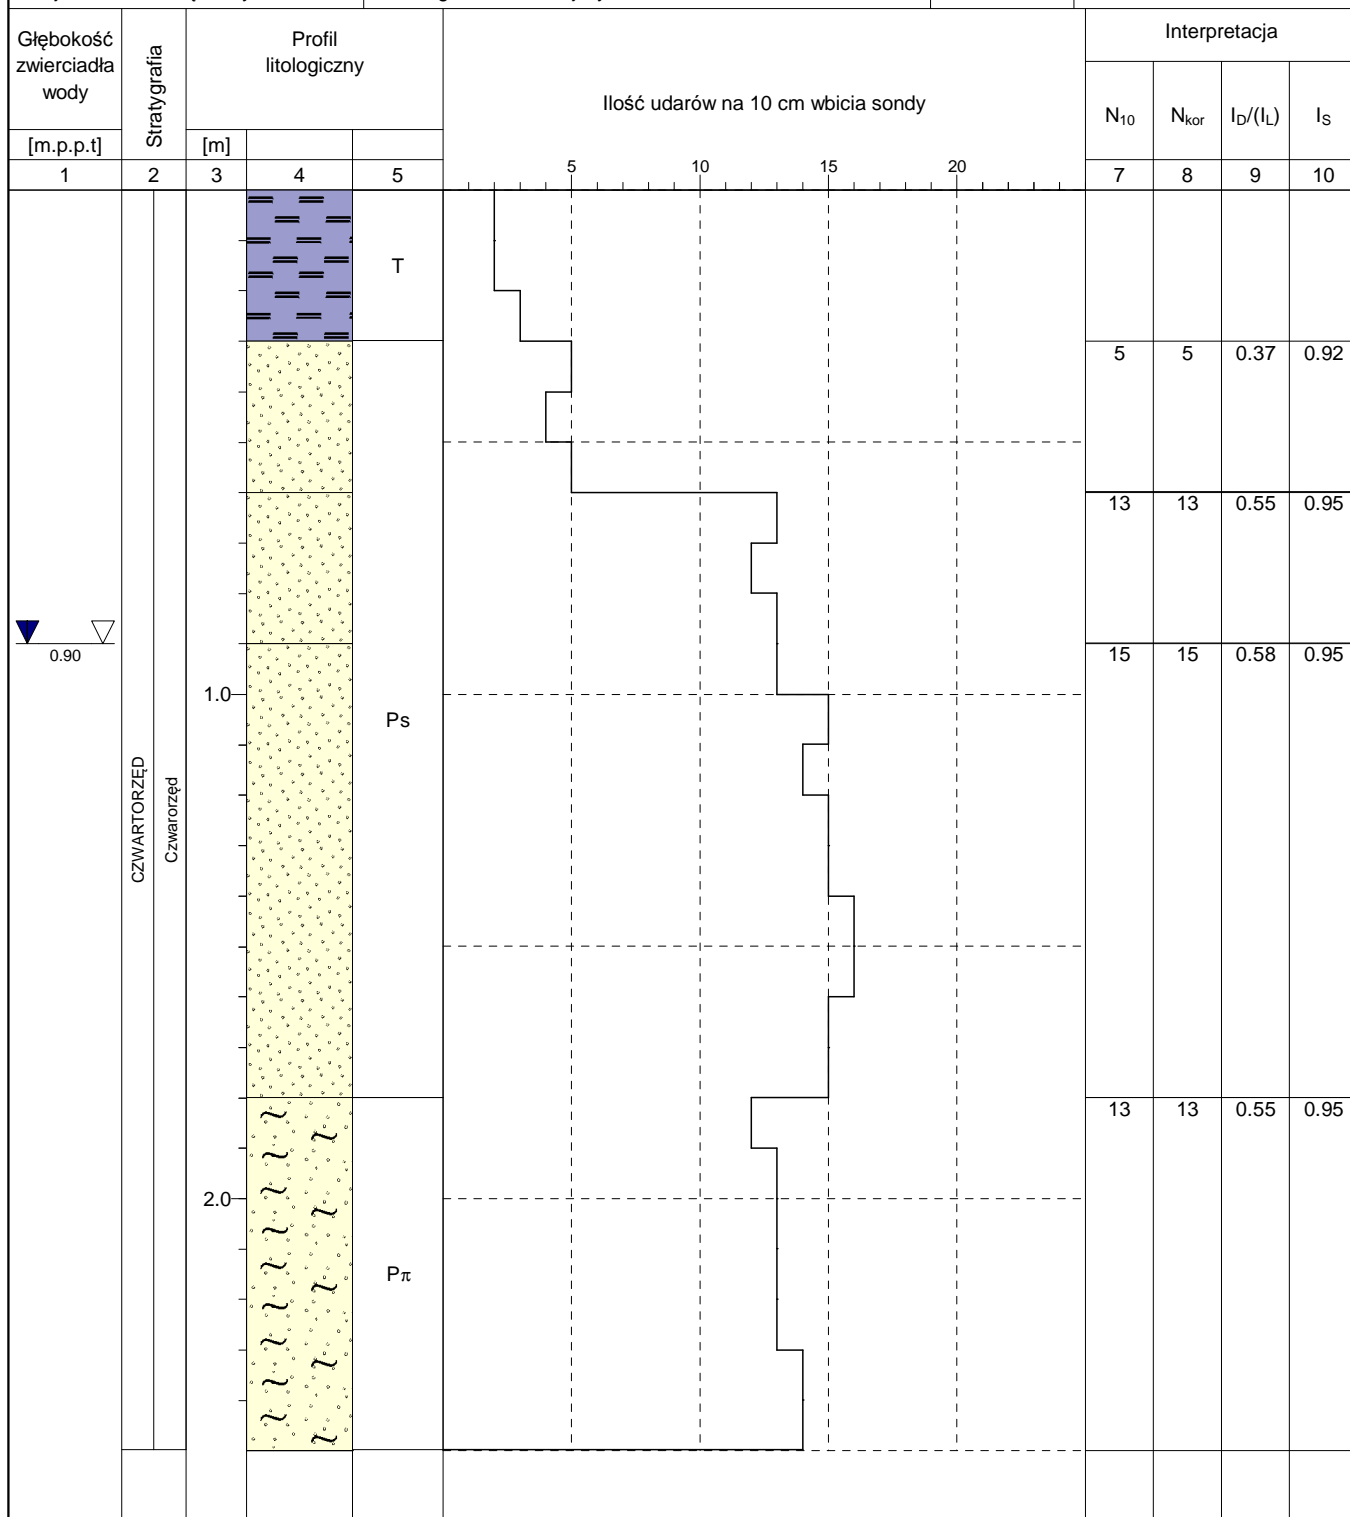 Głębokość
zwierciadła
wody
[m.p.p.t]
Stratygrafia
Profil
litologiczny
[m]
Ilość udarów na 10 cm wbicia sondy
Interpretacja
N10 Nkor ID/(IL) IS
1 2 3 4 5 7 8 9 10
5 10 15 20
T
5 5 0.37 0.92
13 13 0.55 0.95
0.90
15 15 0.58 0.95
1.0
Ps
CZWARTORZĘD
Czwarorzęd
13 13 0.55 0.95
2.0
Pπ